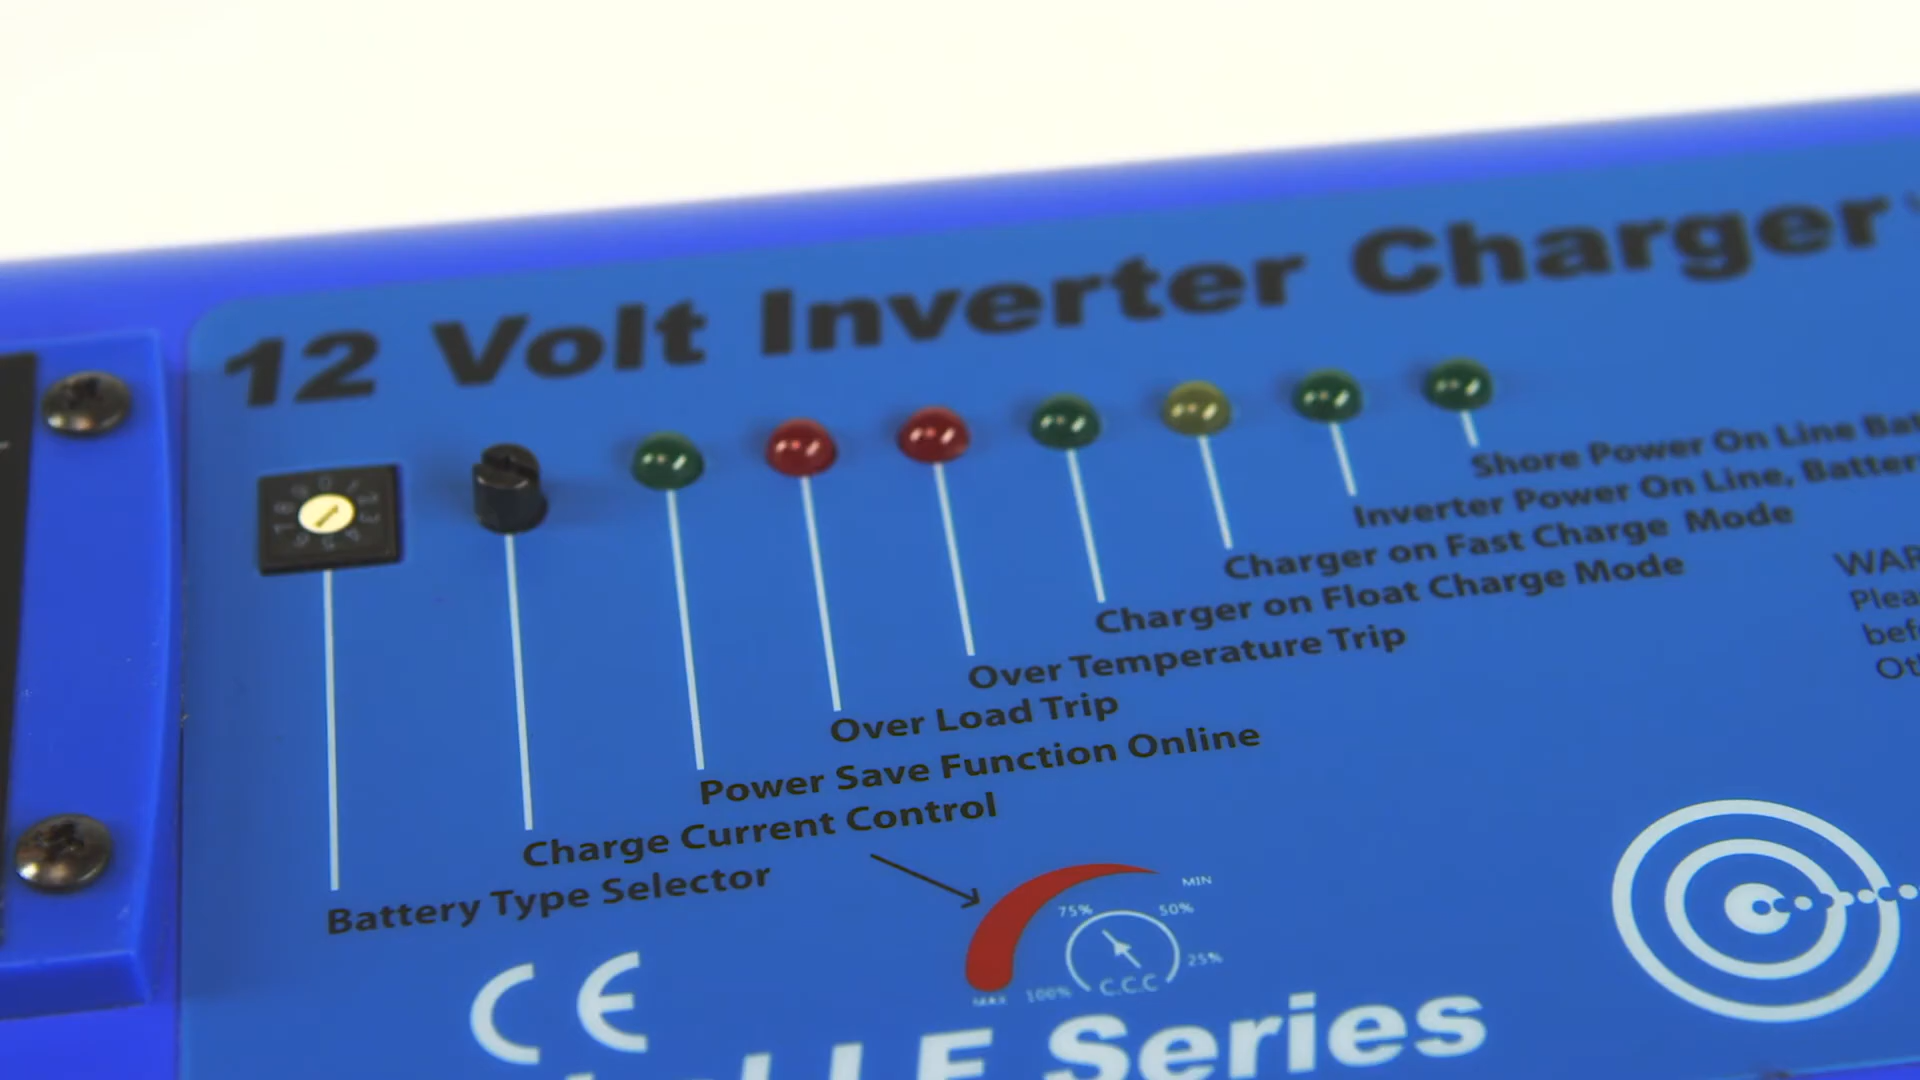 12 Volt Inverter Charger
Shore Power On Line
Inverter Power On Line,
Charger on Fast Charge Mode
Charger on Float Charge Mode
Over Temperature Trip
Over Load Trip
Power Save Function Online
Charge Current Control
Battery Type Selector
MIN
75% 50%
25%
MAX 100% C.C.C
CE
Series